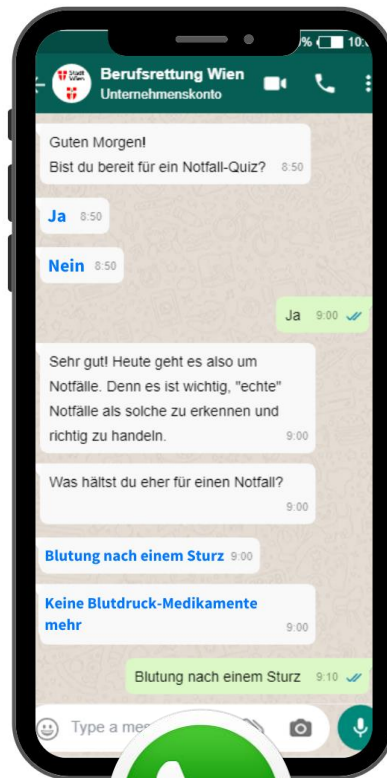 % 10:
Stadt
Wien
Berufsrettung Wien
Unternehmenskonto
Guten Morgen!
Bist du bereit für ein Notfall-Quiz? 8:50
Ja 8:50
Nein 8:50
Ja 9:00
Sehr gut! Heute geht es also um
Notfälle. Denn es ist wichtig, "echte"
Notfälle als solche zu erkennen und
richtig zu handeln. 9:00
Was hältst du eher für einen Notfall?
9:00
Blutung nach einem Sturz 9:00
Keine Blutdruck-Medikamente
mehr 9:00
Blutung nach einem Sturz 9:10
Type a mes